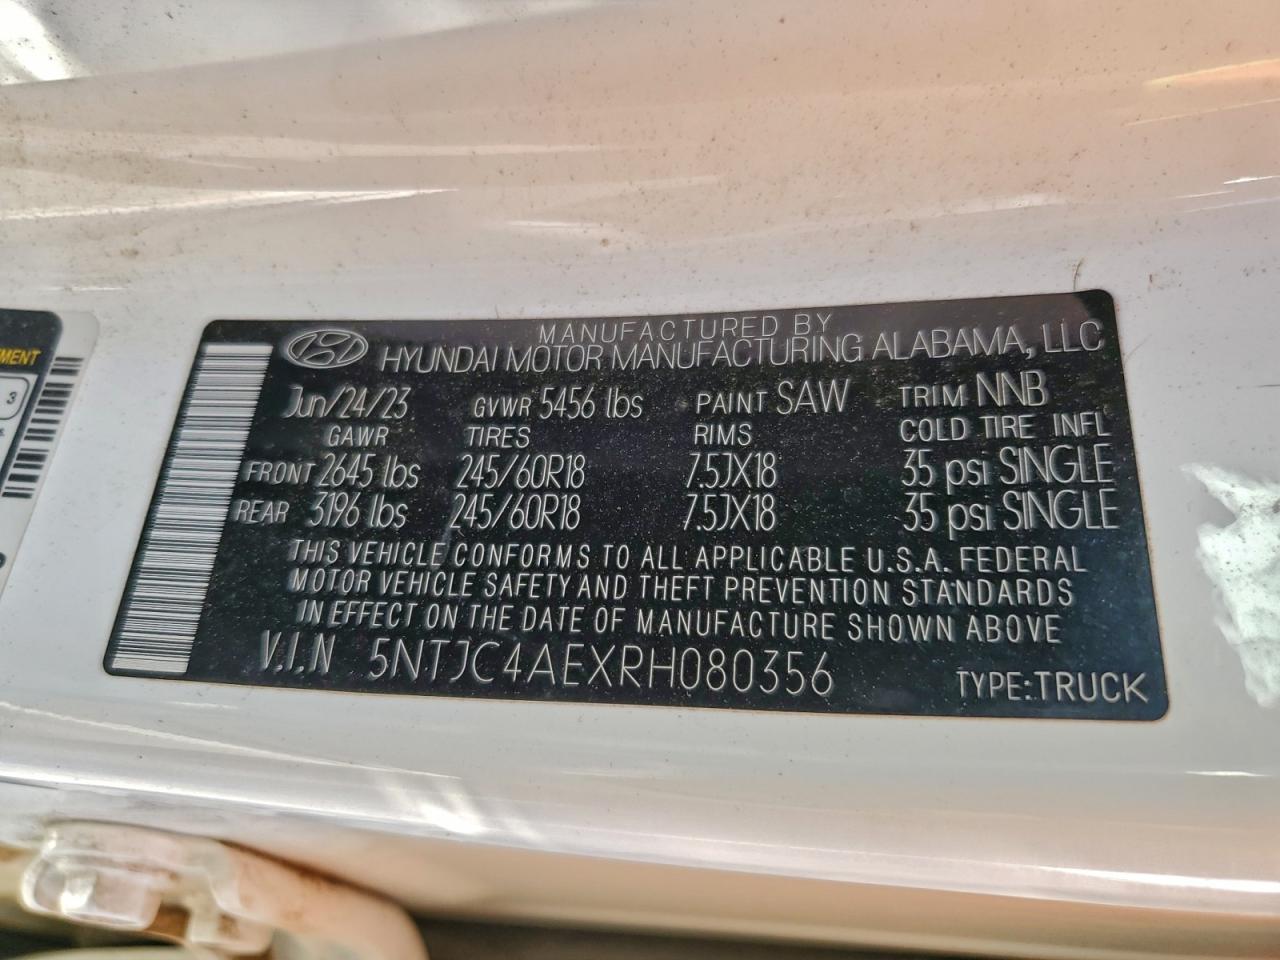 MANUFACTURED BY
HYUNDAI MOTOR MANUFACTURING ALABAMA, LLC
Jun/24/23 GVWR 5456 lbs PAINT SAW TRIM NNB
GAWR TIRES RIMS COLD TIRE INFL
FRONT 2645 lbs 245/60R18 7.5JX18 35 psi SINGLE
REAR 3196 lbs 245/60R18 7.5JX18 35 psi SINGLE
THIS VEHICLE CONFORMS TO ALL APPLICABLE U.S.A. FEDERAL
MOTOR VEHICLE SAFETY AND THEFT PREVENTION STANDARDS
IN EFFECT ON THE DATE OF MANUFACTURE SHOWN ABOVE
V.I.N 5NTJC4AEXRH080356 TYPE:TRUCK
3